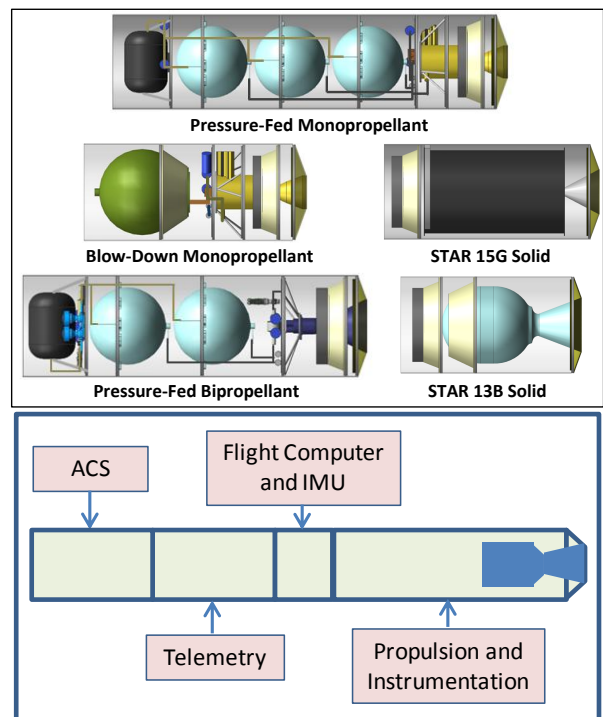 Pressure-Fed Monopropellant
Blow-Down Monopropellant
STAR 15G Solid
Pressure-Fed Bipropellant
STAR 13B Solid
ACS
Flight Computer
and IMU
Telemetry
Propulsion and
Instrumentation